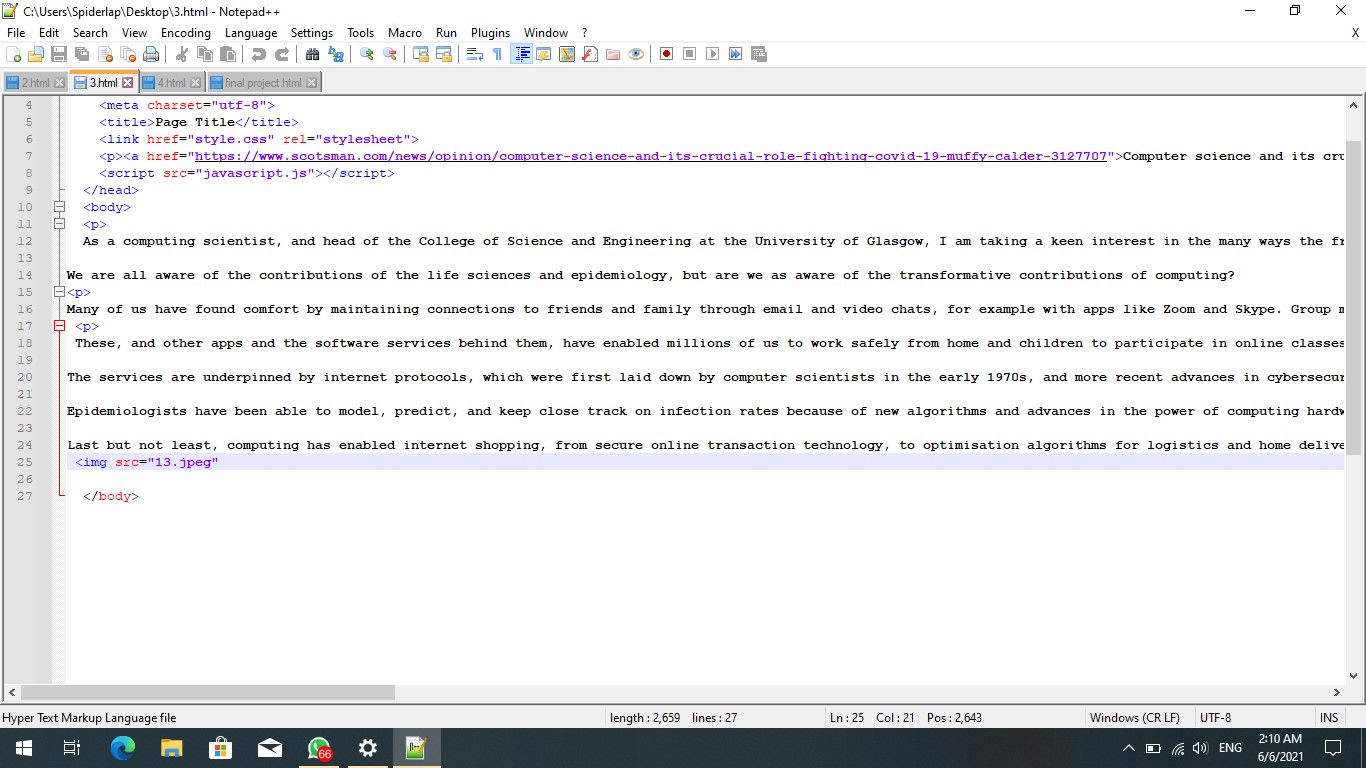 C:\Users\Spiderlap\Desktop\3.html - Notepad++
File Edit Search View Encoding Language Settings Tools Macro Run Plugins Window ? X
2.html 3.html 4.html final project.html
4 <meta charset="utf-8">
5 <title>Page Title</title>
6 <link href="style.css" rel="stylesheet">
7 <p><a href="https://www.scotsman.com/news/opinion/computer-science-and-its-crucial-role-fighting-covid-19-muffy-calder-3127707">Computer science and its cru
8 <script src="javascript.js"></script>
9 </head>
10 <body>
11 <p>
12 As a computing scientist, and head of the College of Science and Engineering at the University of Glasgow, I am taking a keen interest in the many ways the fr
13
14 We are all aware of the contributions of the life sciences and epidemiology, but are we as aware of the transformative contributions of computing?
15 <p>
16 Many of us have found comfort by maintaining connections to friends and family through email and video chats, for example with apps like Zoom and Skype. Group m
17 <p>
18 These, and other apps and the software services behind them, have enabled millions of us to work safely from home and children to participate in online classes
19
20 The services are underpinned by internet protocols, which were first laid down by computer scientists in the early 1970s, and more recent advances in cybersecur
21
22 Epidemiologists have been able to model, predict, and keep close track on infection rates because of new algorithms and advances in the power of computing hardw
23
24 Last but not least, computing has enabled internet shopping, from secure online transaction technology, to optimisation algorithms for logistics and home delive
25 <img src="13.jpeg"
26
27 </body>
Hyper Text Markup Language file length : 2,659 lines : 27 Ln : 25 Col : 21 Pos : 2,643 Windows (CR LF) UTF-8 INS
66 ENG 2:10 AM
6/6/2021